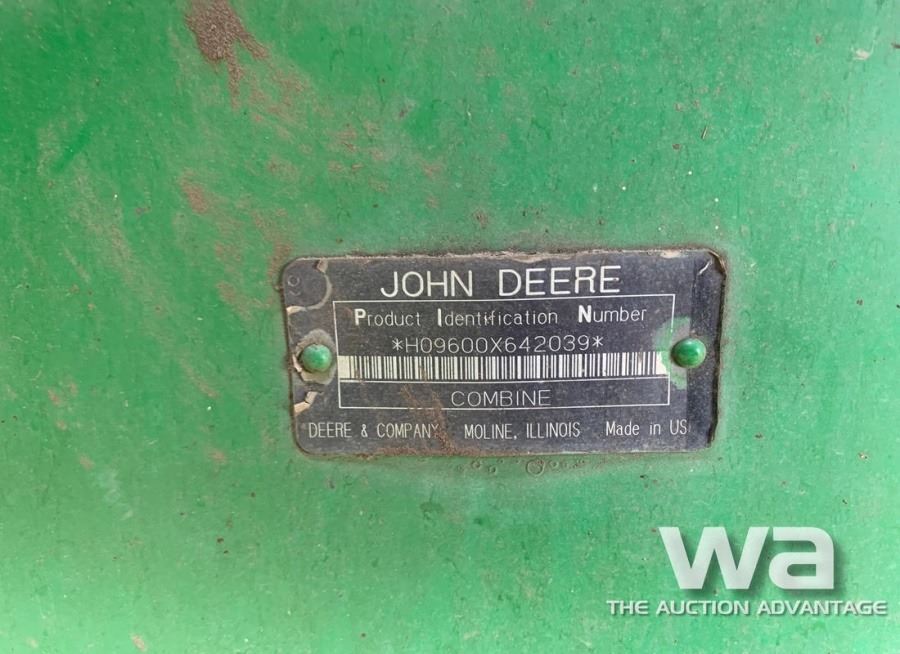 JOHN DEERE
Product Identification Number
*H09600X642039*
COMBINE
DEERE & COMPANY MOLINE, ILLINOIS Made in US
wa
THE AUCTION ADVANTAGE